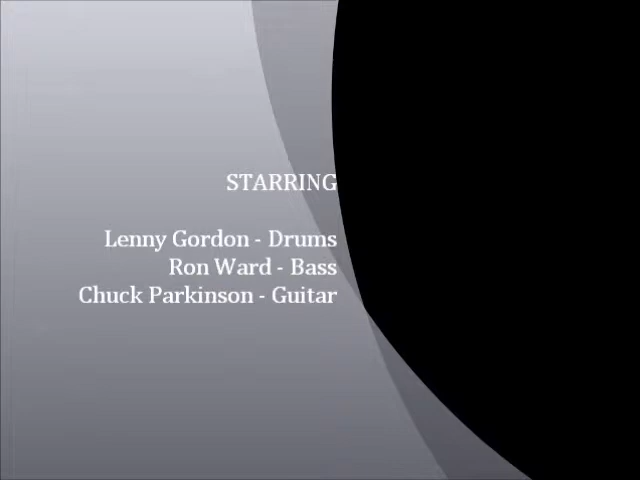 STARRING
Lenny Gordon - Drums
Ron Ward - Bass
Chuck Parkinson - Guitar